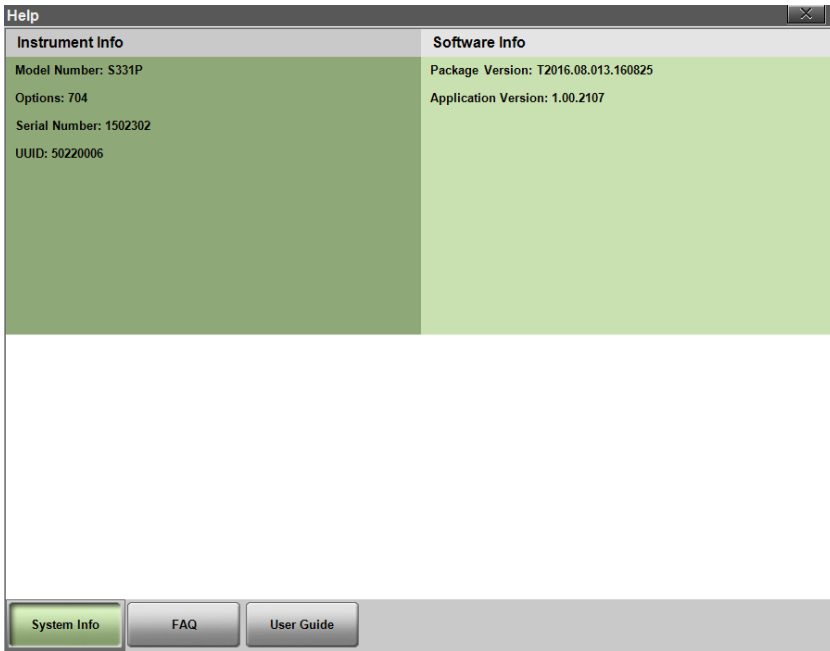 Help
Instrument Info
Model Number: S331P
Options: 704
Serial Number: 1502302
UUID: 50220006
Software Info
Package Version: T2016.08.013.160825
Application Version: 1.00.2107
System Info
FAQ
User Guide